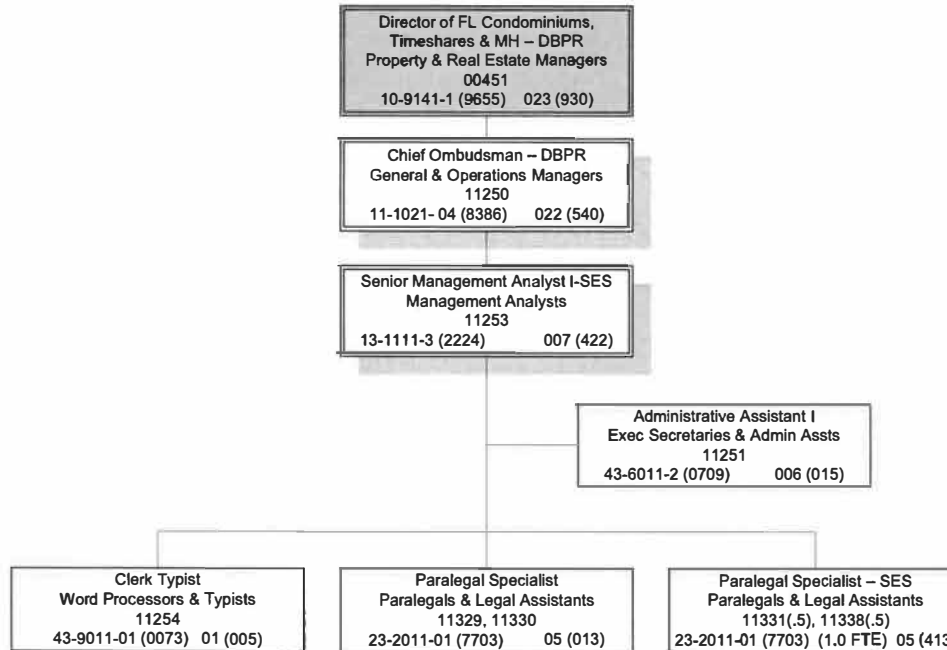 Director of FL Condominiums,
Timeshares & MH – DBPR
Property & Real Estate Managers
00451
10-9141-1 (9655) 023 (930)
Chief Ombudsman – DBPR
General & Operations Managers
11250
11-1021- 04 (8386) 022 (540)
Senior Management Analyst I-SES
Management Analysts
11253
13-1111-3 (2224) 007 (422)
Administrative Assistant I
Exec Secretaries & Admin Assts
11251
43-6011-2 (0709) 006 (015)
Clerk Typist
Word Processors & Typists
11254
43-9011-01 (0073) 01 (005)
Paralegal Specialist
Paralegals & Legal Assistants
11329, 11330
23-2011-01 (7703) 05 (013)
Paralegal Specialist – SES
Paralegals & Legal Assistants
11331(.5), 11338(.5)
23-2011-01 (7703) (1.0 FTE) 05 (413